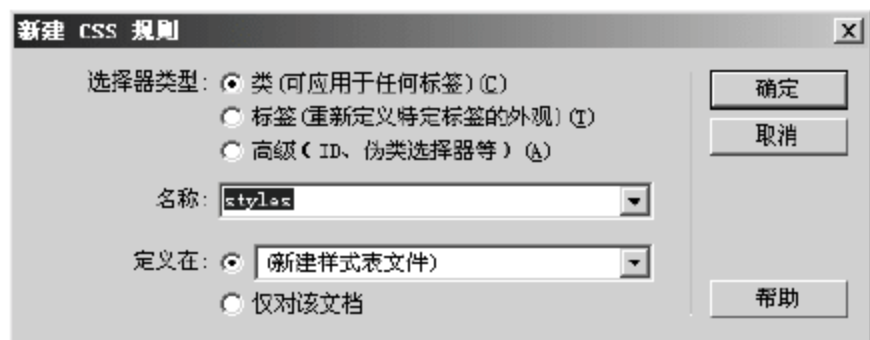 新建 CSS 规则
选择器类型: 类(可应用于任何标签)(C)
确定
标签(重新定义特定标签的外观)(T)
取消
高级( ID、伪类选择器等 ) (A)
名称: styles
定义在: (新建样式表文件)
仅对该文档
帮助